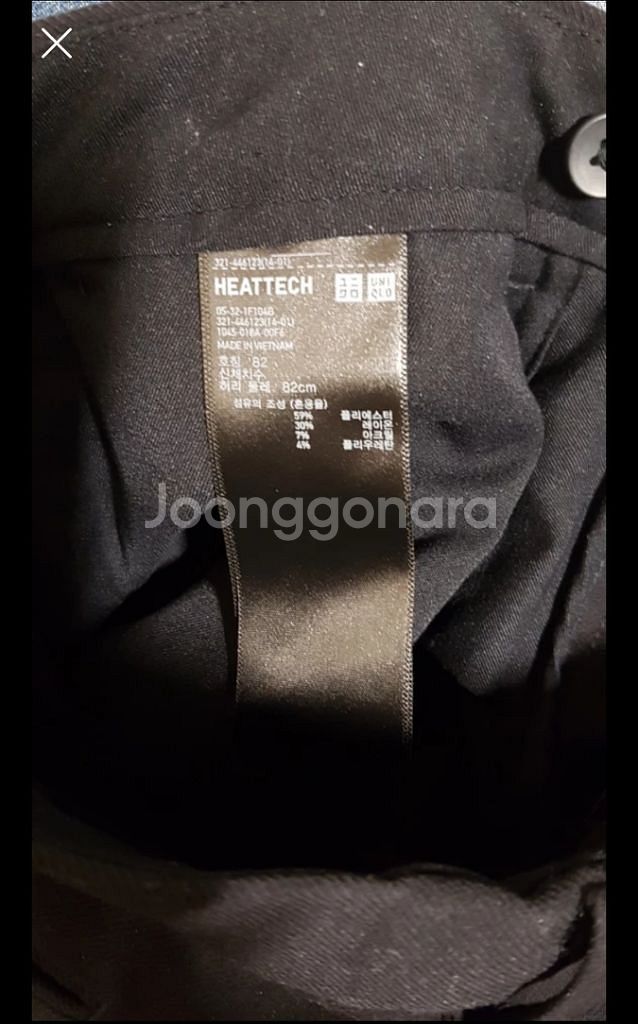 321-446123(14-01)
HEATTECH
ユニ
クロ
UNI
QLO
05-32-1F104B
321-446123(14-01)
MADE IN VIETNAM
호칭 82
신체치수
허리 둘레 82cm
섬유의 조성 (혼용율)
59% 폴리에스터
30% 레이온
7% 아크릴
4% 폴리우레탄
Joonggonara